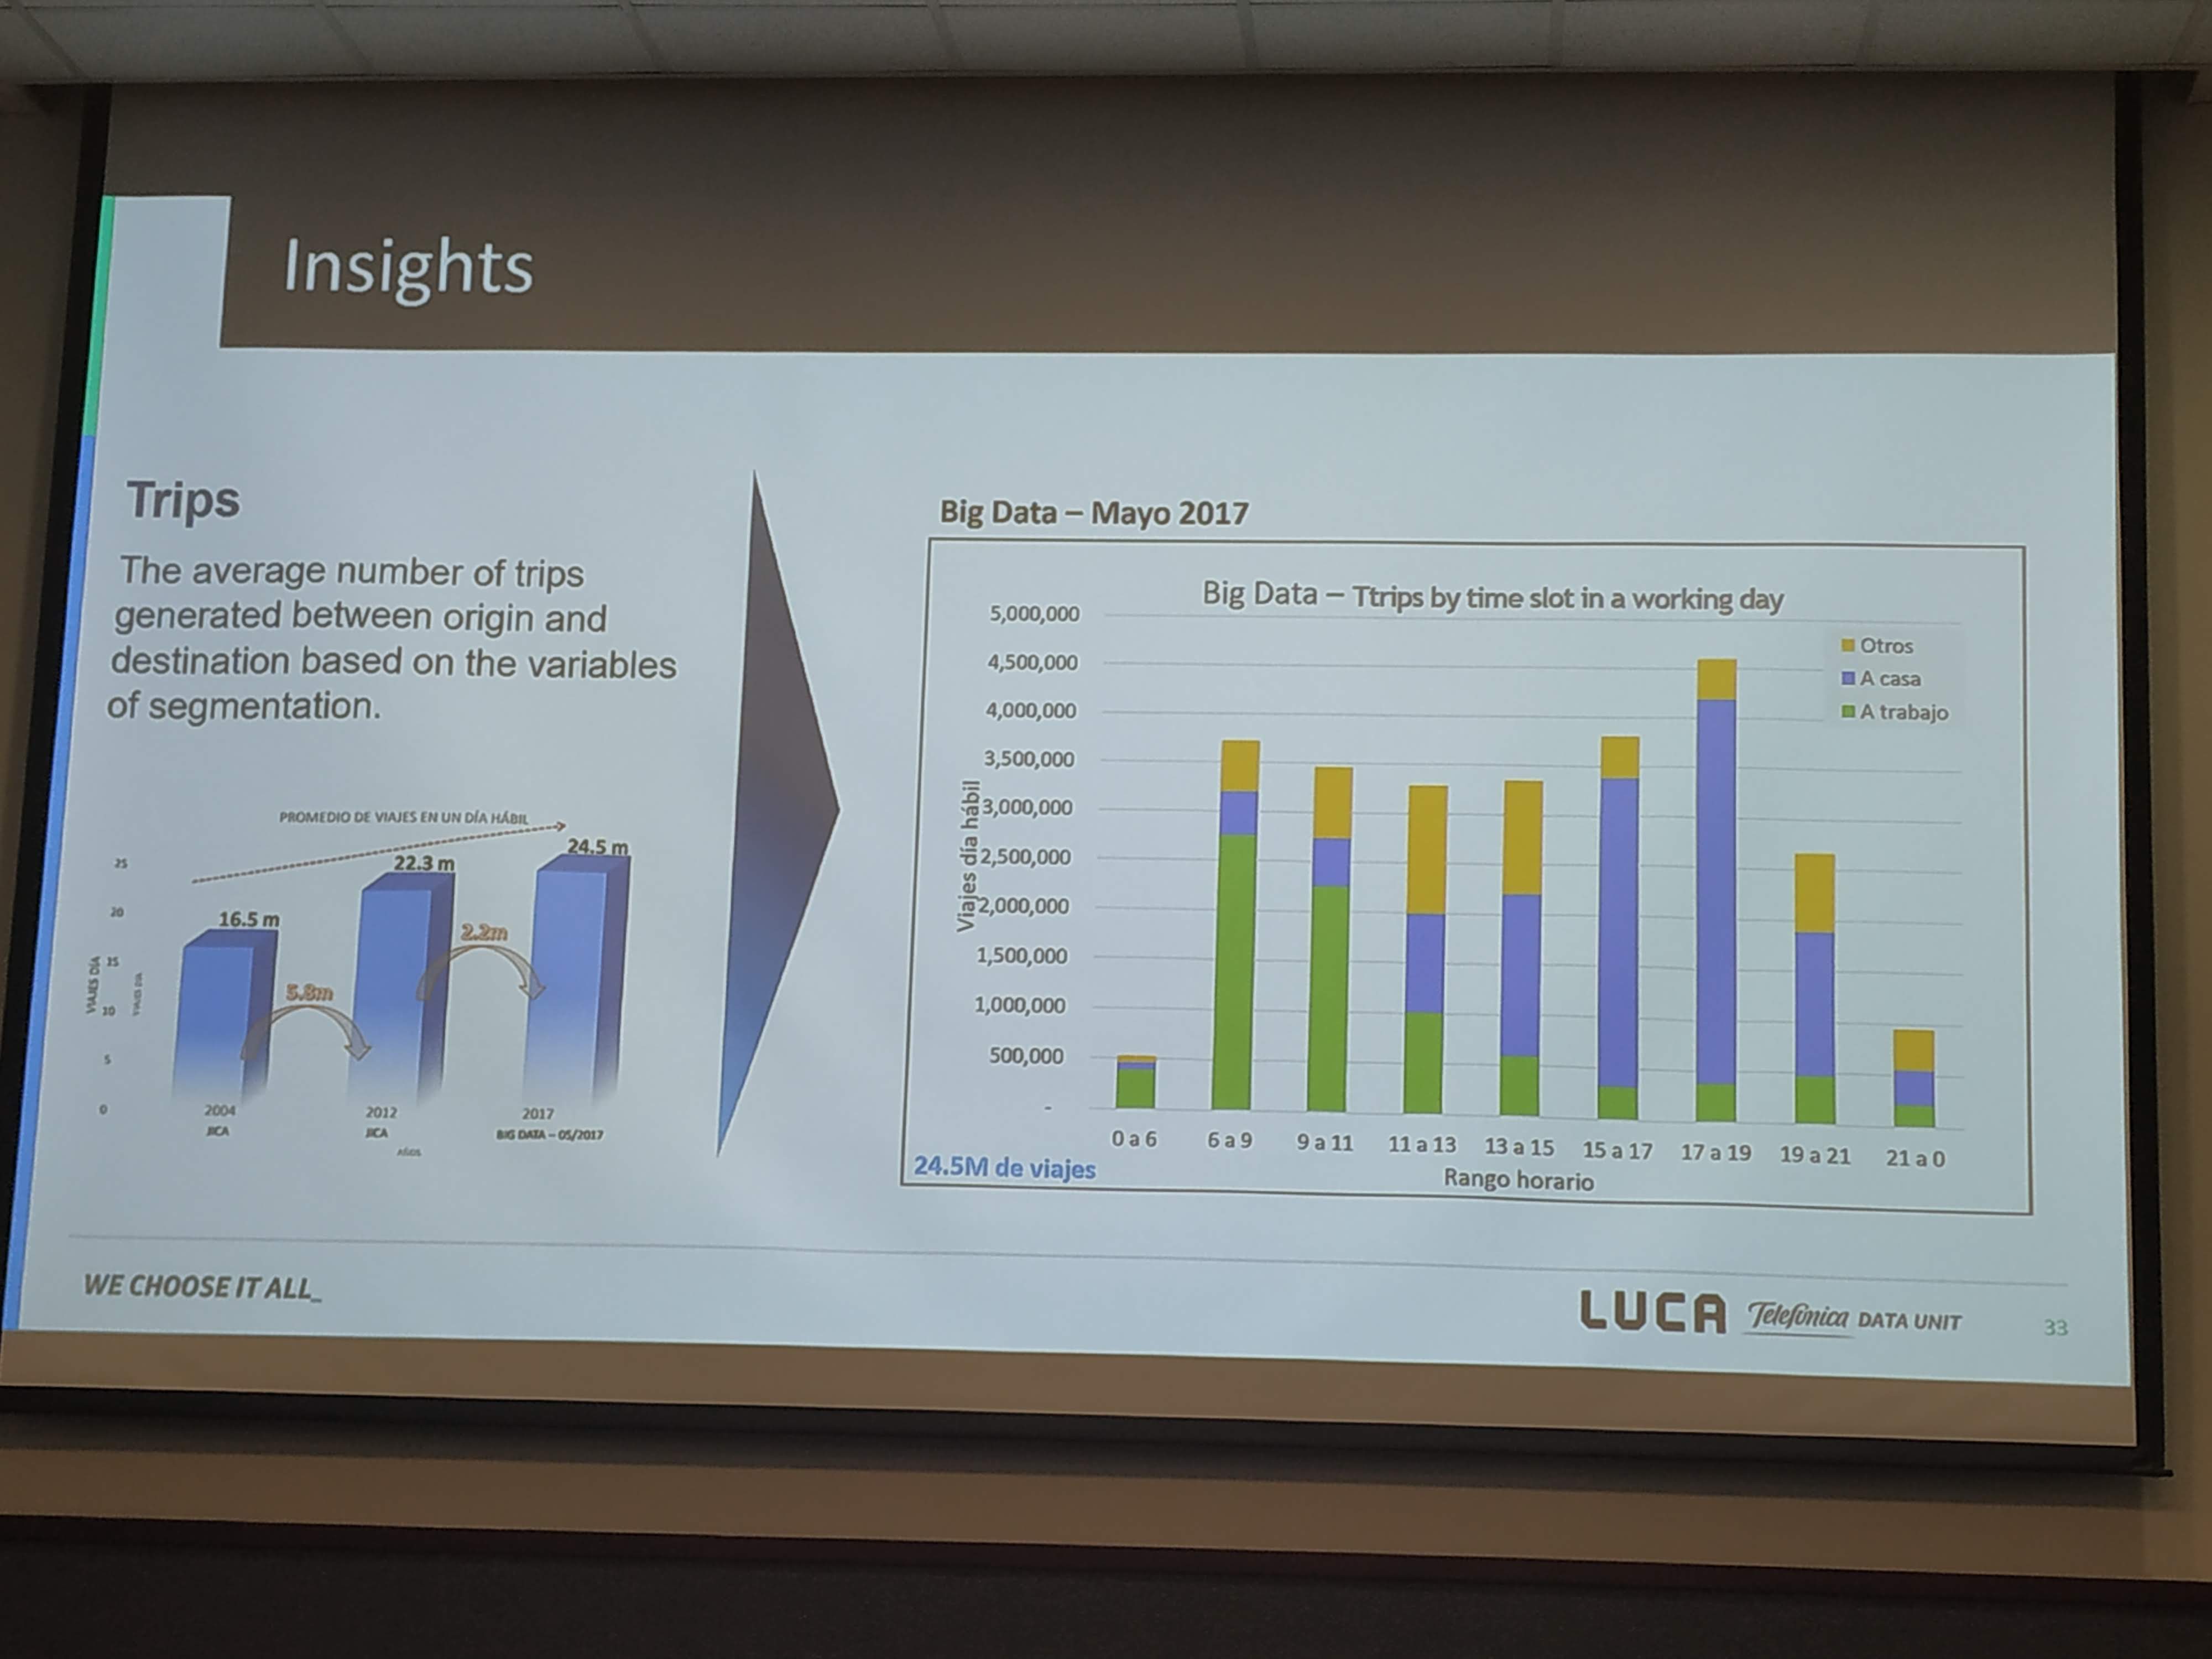 Insights
Trips
The average number of trips
generated between origin and
destination based on the variables
of segmentation.
PROMEDIO DE VIAJES EN UN DÍA HÁBIL
25
20
15
10
5
0
VIAJES DÍA
VIAJES DÍA
16.5 m
22.3 m
24.5 m
5.8m
2.2m
2004
JICA
2012
JICA
2017
BIG DATA – 05/2017
AÑOS
Big Data – Mayo 2017
Big Data – Ttrips by time slot in a working day
5,000,000
4,500,000
4,000,000
3,500,000
3,000,000
2,500,000
2,000,000
1,500,000
1,000,000
500,000
-
Viajes día hábil
Otros
A casa
A trabajo
0 a 6 6 a 9 9 a 11 11 a 13 13 a 15 15 a 17 17 a 19 19 a 21 21 a 0
Rango horario
24.5M de viajes
WE CHOOSE IT ALL_
LUCA Telefónica DATA UNIT
33